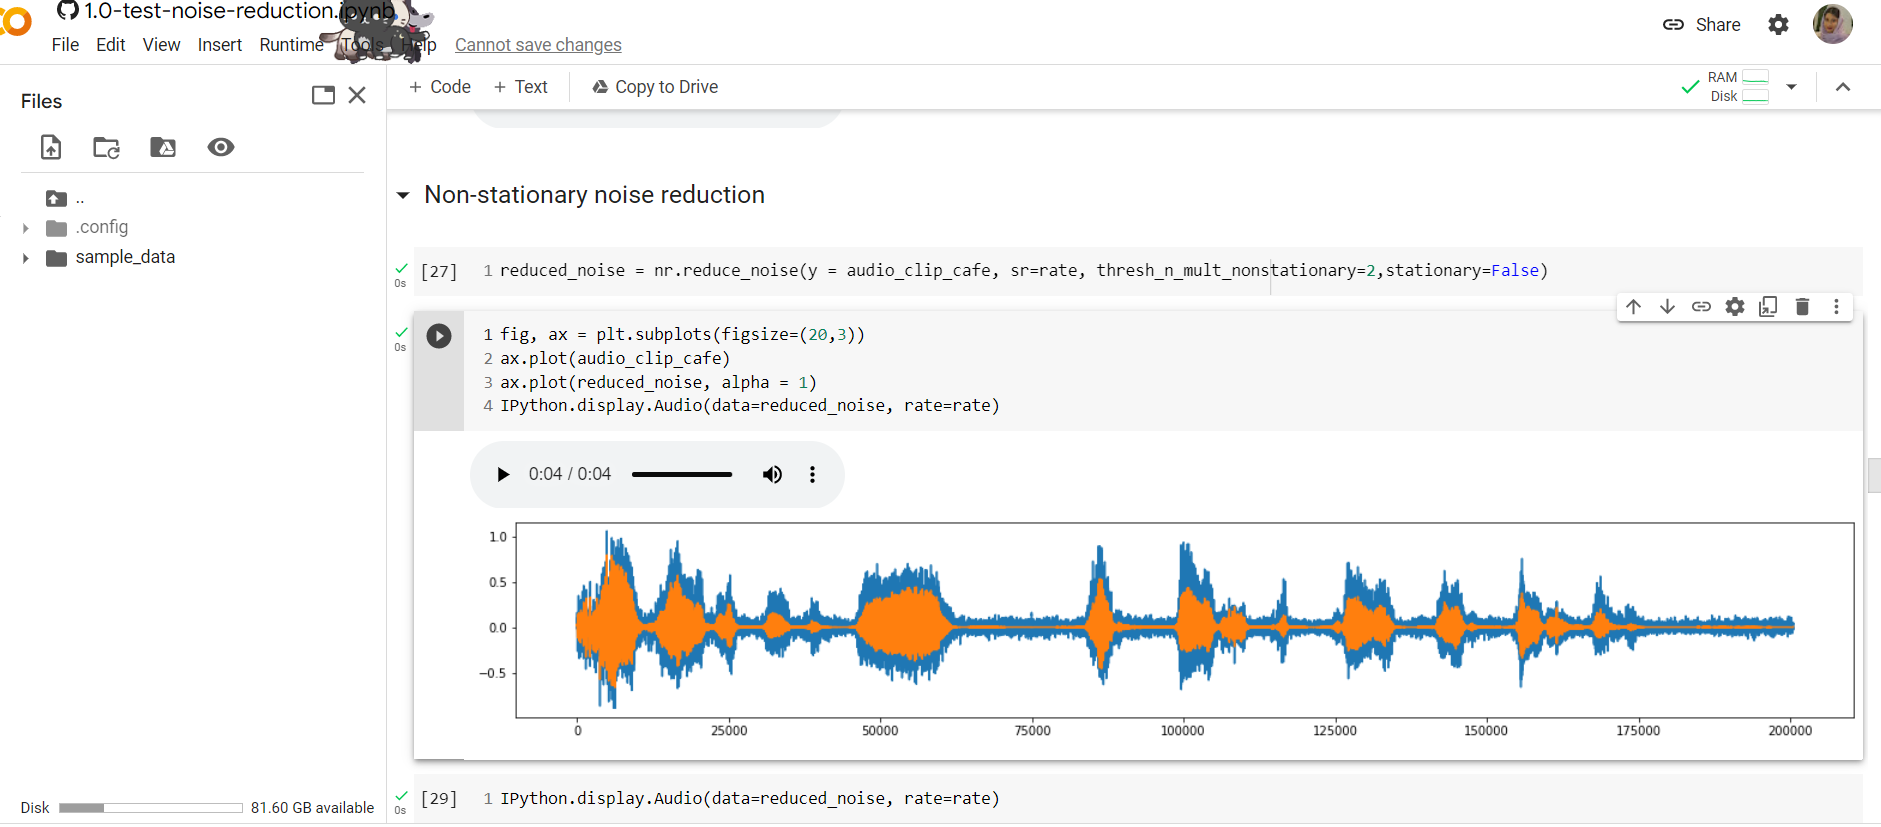 1.0-test-noise-reduction.ipynb
File Edit View Insert Runtime Tools Help Cannot save changes
Share
Files
+ Code + Text Copy to Drive
RAM
Disk
..
.config
sample_data
Non-stationary noise reduction
[27] 1 reduced_noise = nr.reduce_noise(y = audio_clip_cafe, sr=rate, thresh_n_mult_nonstationary=2,stationary=False)
0s
0s
1 fig, ax = plt.subplots(figsize=(20,3))
2 ax.plot(audio_clip_cafe)
3 ax.plot(reduced_noise, alpha = 1)
4 IPython.display.Audio(data=reduced_noise, rate=rate)
0:04 / 0:04
1.0
0.5
0.0
−0.5
0 25000 50000 75000 100000 125000 150000 175000 200000
[29] 1 IPython.display.Audio(data=reduced_noise, rate=rate)
0s
Disk 81.60 GB available